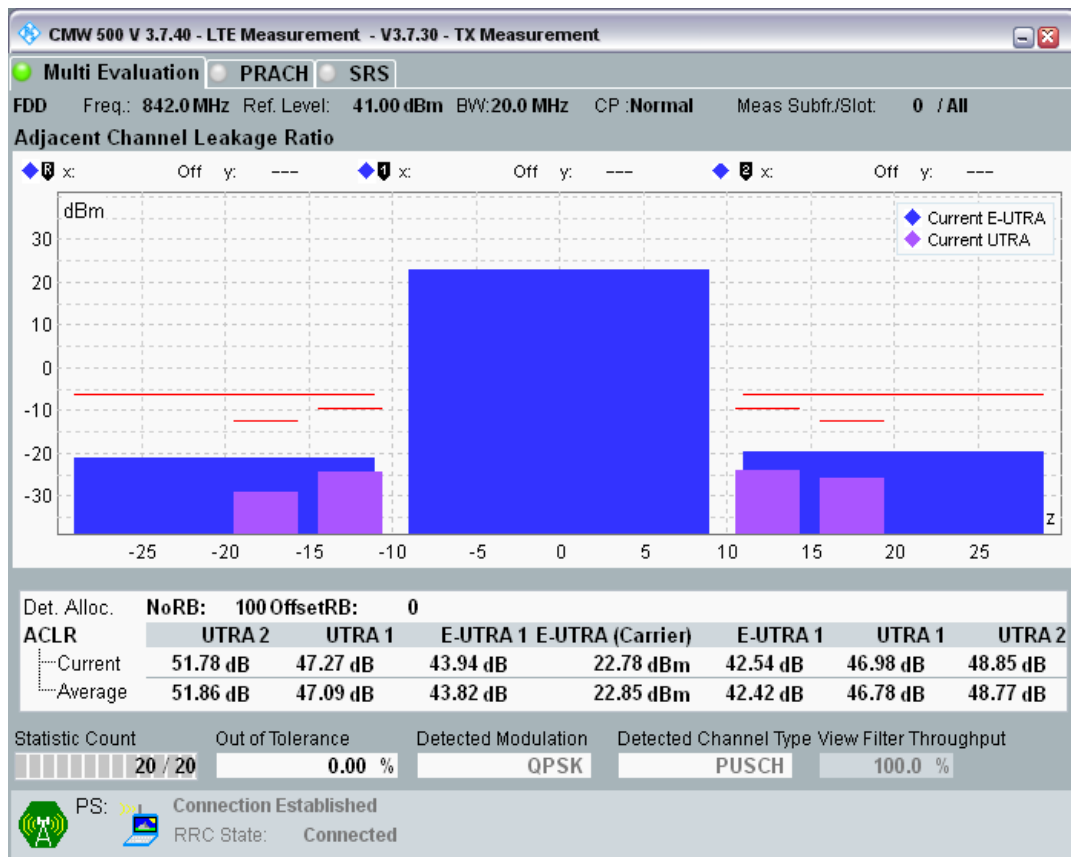 CMW 500 V 3.7.40 - LTE Measurement - V3.7.30 - TX Measurement
Multi Evaluation PRACH SRS
FDD Freq.: 842.0 MHz Ref. Level: 41.00 dBm BW:20.0 MHz CP :Normal Meas Subfr./Slot: 0 / All
Adjacent Channel Leakage Ratio
R x: Off y: --- 1 x: Off y: --- 2 x: Off y: ---
dBm
Current E-UTRA
Current UTRA
30
20
10
0
-10
-20
-30
z
-25 -20 -15 -10 -5 0 5 10 15 20 25
Det. Alloc. NoRB: 100 OffsetRB: 0
ACLR UTRA 2 UTRA 1 E-UTRA 1 E-UTRA (Carrier) E-UTRA 1 UTRA 1 UTRA 2
Current 51.78 dB 47.27 dB 43.94 dB 22.78 dBm 42.54 dB 46.98 dB 48.85 dB
Average 51.86 dB 47.09 dB 43.82 dB 22.85 dBm 42.42 dB 46.78 dB 48.77 dB
Statistic Count Out of Tolerance Detected Modulation Detected Channel Type View Filter Throughput
20 / 20 0.00 % QPSK PUSCH 100.0 %
PS: Connection Established
RRC State: Connected